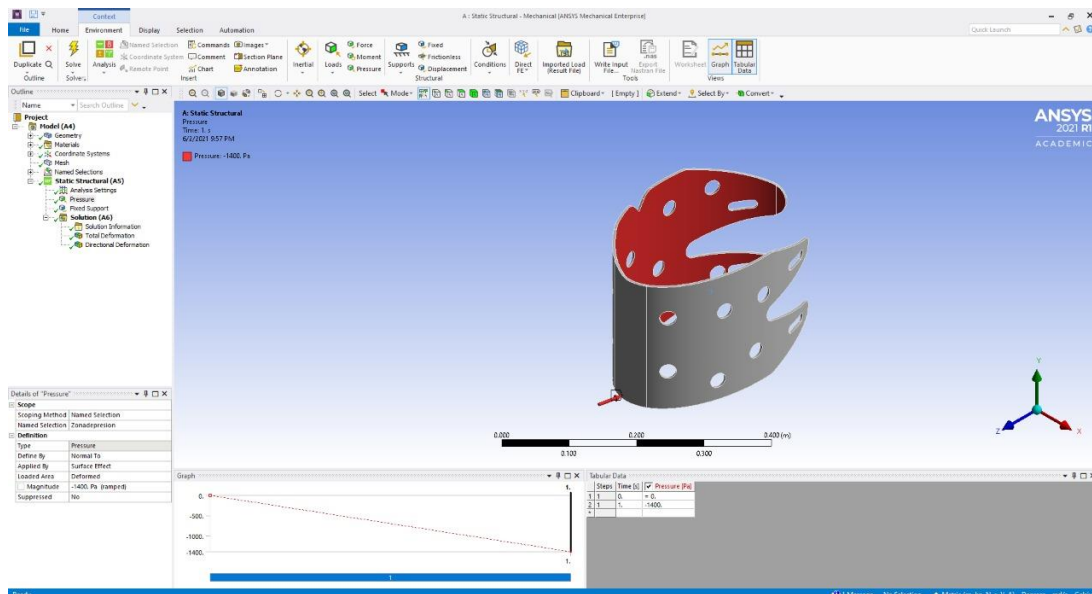 Context
A : Static Structural - Mechanical [ANSYS Mechanical Enterprise]
File Home Environment Display Selection Automation
Quick Launch
Duplicate Q
Outline
Solve
Analysis
Named Selection
Coordinate System
Remote Point
Commands
Comment
Chart
Images
Section Plane
Annotation
Insert
Inertial
Loads
Force
Moment
Pressure
Supports
Fixed
Frictionless
Displacement
Structural
Conditions
Direct
FE
Imported Load
(Result File)
Write Input
File...
Export
Nastran File
Tools
Worksheet
Graph
Tabular
Data
Views
Outline
Name Search Outline
Select Mode Clipboard [ Empty ] Extend Select By Convert
Project
Model (A4)
Geometry
Materials
Coordinate Systems
Mesh
Named Selections
Static Structural (A5)
Analysis Settings
Pressure
Fixed Support
Solution (A6)
Solution Information
Total Deformation
Directional Deformation
A: Static Structural
Pressure
Time: 1. s
6/2/2021 9:57 PM
Pressure: -1400. Pa
ANSYS
2021 R1
ACADEMIC
0.000 0.200 0.400 (m)
0.100 0.300
Y
Z X
Details of "Pressure"
Scope
Scoping Method Named Selection
Named Selection Zonadepresion
Definition
Type Pressure
Define By Normal To
Applied By Surface Effect
Loaded Area Deformed
Magnitude -1400. Pa (ramped)
Suppressed No
Graph
1.
0.
-500.
-1000.
-1400.
1.
1
Tabular Data
Steps Time [s] Pressure [Pa]
1 1 0. = 0.
2 1 1. -1400.
*